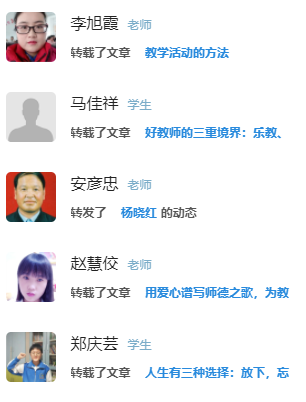 李旭霞 老师
转载了文章 教学活动的方法
马佳祥 学生
转载了文章 好教师的三重境界：乐教、
安彦忠 老师
转发了 杨晓红 的动态
赵慧佼 老师
转载了文章 用爱心谱写师德之歌，为教
郑庆芸 学生
转载了文章 人生有三种选择：放下，忘